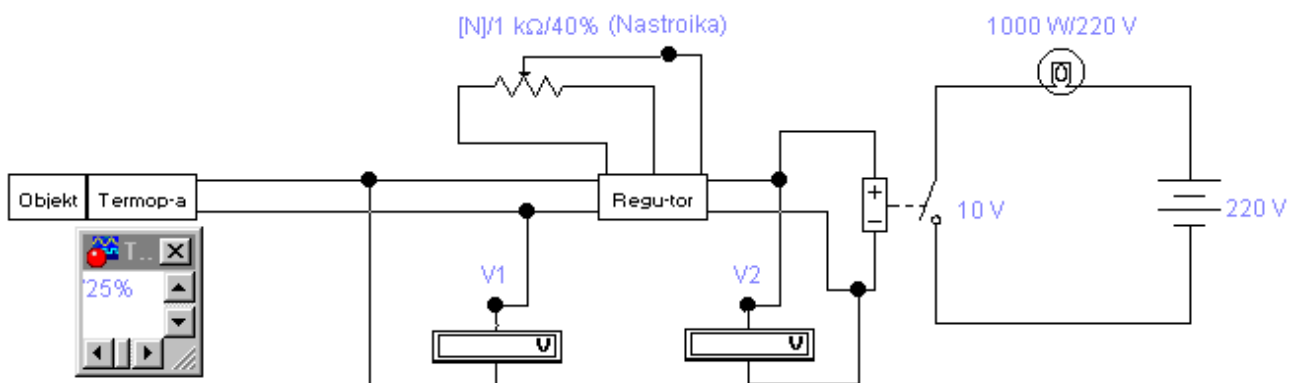 [N]/1 kΩ/40% (Nastroika)
1000 W/220 V
Objekt
Termop-a
Regu-tor
+
−
10 V
220 V
T..
25%
V1
V2
V
V